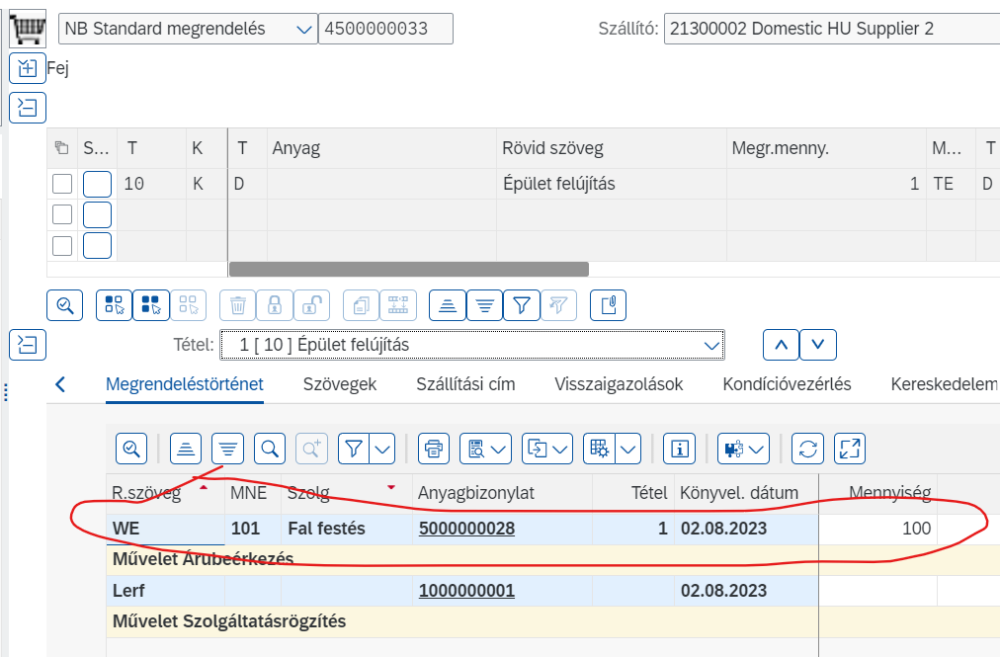 NB Standard megrendelés 4500000033 Szállító: 21300002 Domestic HU Supplier 2
Fej
S... T K T Anyag Rövid szöveg Megr.menny. M... T
10 K D Épület felújítás 1 TE D
Tétel: 1 [ 10 ] Épület felújítás
Megrendeléstörténet Szövegek Szállítási cím Visszaigazolások Kondícióvezérlés Kereskedelem
R.szöveg MNE Szolg Anyagbizonylat Tétel Könyvel. dátum Mennyiség
WE 101 Fal festés 5000000028 1 02.08.2023 100
Művelet Árubeérkezés
Lerf 1000000001 02.08.2023
Művelet Szolgáltatásrögzítés